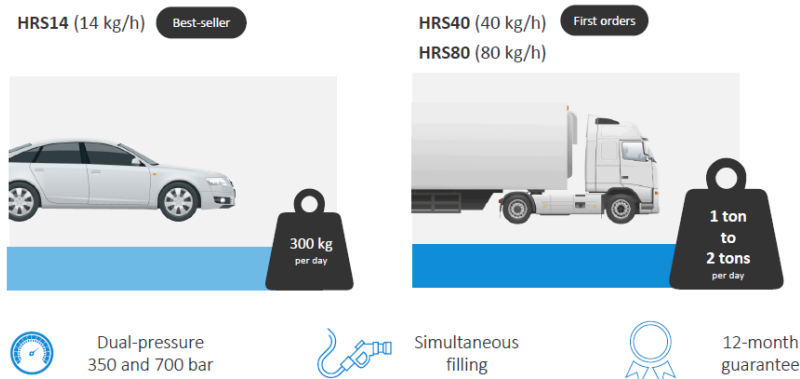 HRS14 (14 kg/h)
Best-seller
300 kg
per day
HRS40 (40 kg/h)
First orders
HRS80 (80 kg/h)
1 ton
to
2 tons
per day
Dual-pressure
350 and 700 bar
Simultaneous
filling
12-month
guarantee